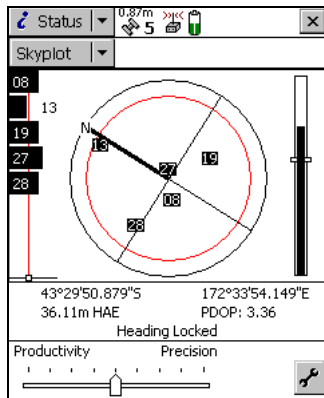 i Status 0.87m 5 X
Skyplot
08
13
19
27
28
N
13
19
27
08
28
43°29'50.879"S 172°33'54.149"E
36.11m HAE PDOP: 3.36
Heading Locked
Productivity Precision